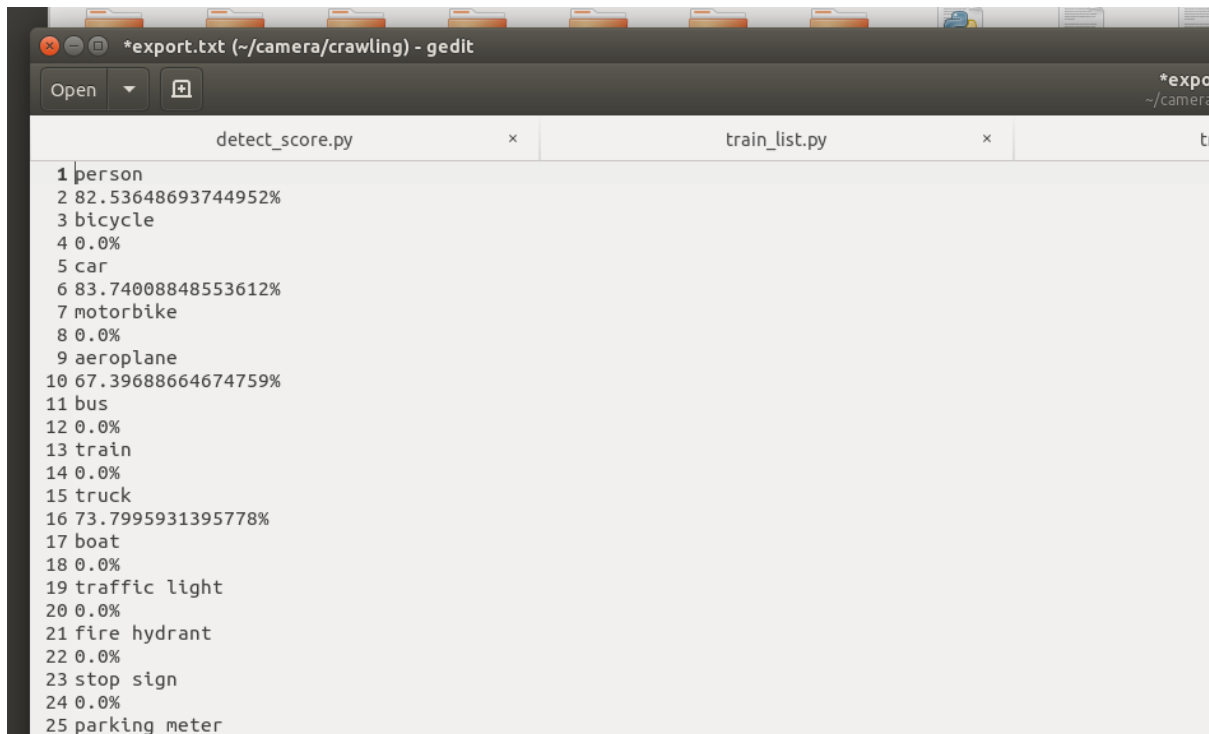 *export.txt (~/camera/crawling) - gedit
Open
*expo
~/camera
detect_score.py × train_list.py × t
1 person
2 82.53648693744952%
3 bicycle
4 0.0%
5 car
6 83.74008848553612%
7 motorbike
8 0.0%
9 aeroplane
10 67.39688664674759%
11 bus
12 0.0%
13 train
14 0.0%
15 truck
16 73.7995931395778%
17 boat
18 0.0%
19 traffic light
20 0.0%
21 fire hydrant
22 0.0%
23 stop sign
24 0.0%
25 parking meter